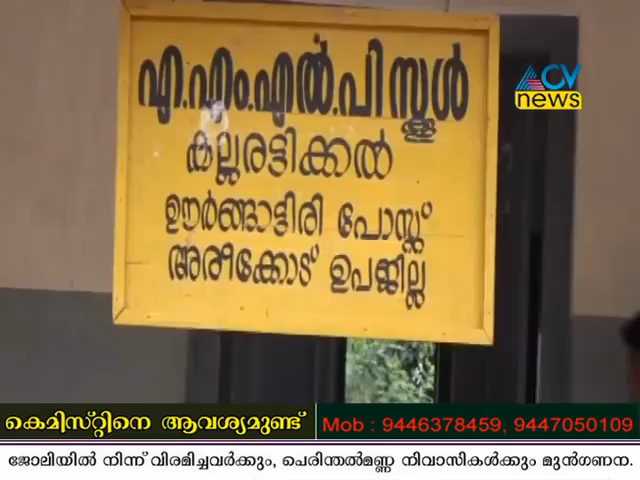 എ.എം.എൽ.പി സ്കൂൾ
കല്ലരട്ടിക്കൽ
ഊർങ്ങാട്ടിരി പോസ്റ്റ്
അരീക്കോട് ഉപജില്ല
ACV
news
കെമിസ്റ്റിനെ ആവശ്യമുണ്ട് Mob : 9446378459, 9447050109
ജോലിയിൽ നിന്ന് വിരമിച്ചവർക്കും, പെരിന്തൽമണ്ണ നിവാസികൾക്കും മുൻഗണന.